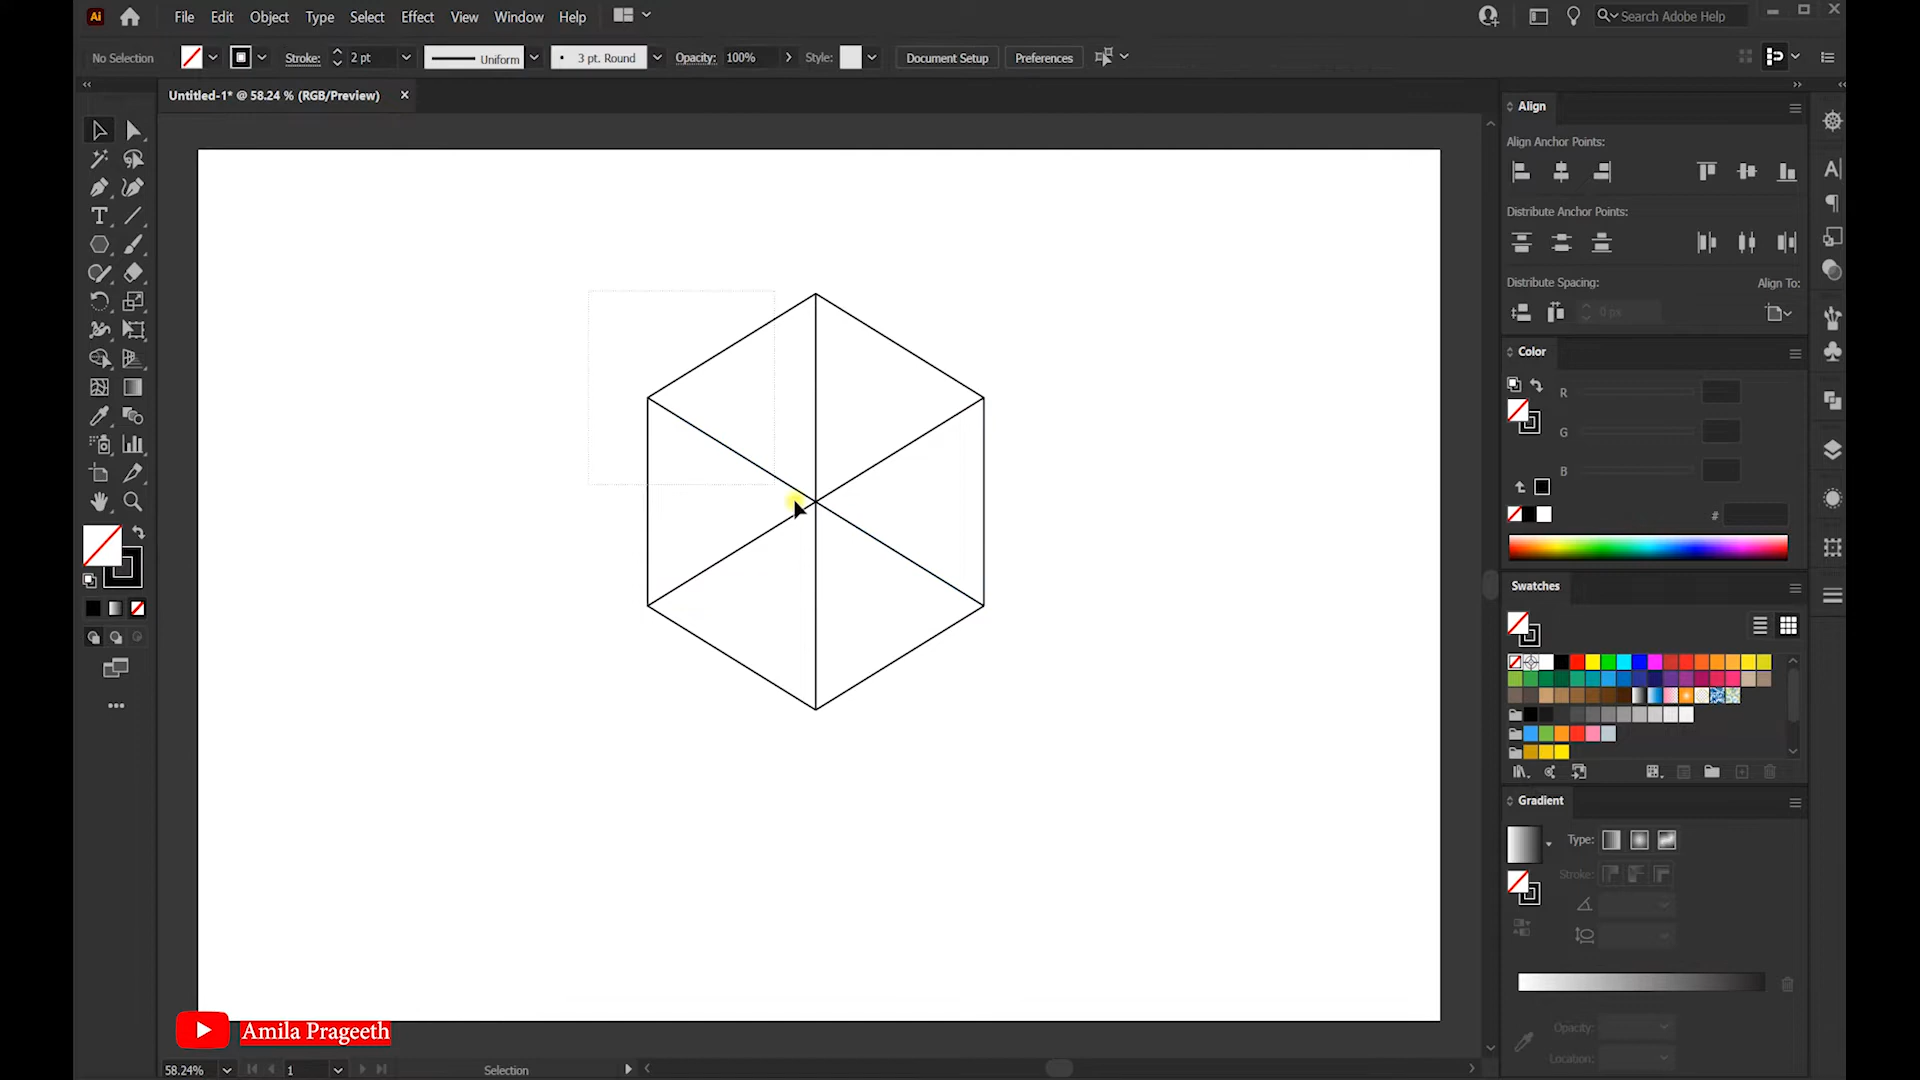 Ai File Edit Object Type Select Effect View Window Help Search Adobe Help
No Selection Stroke: 2 pt Uniform 3 pt. Round Opacity: 100% Style: Document Setup Preferences
Untitled-1* @ 58.24 % (RGB/Preview)
Align
Align Anchor Points:
Distribute Anchor Points:
Distribute Spacing: Align To:
0 px
Color
R
G
B
#
Swatches
Gradient
Type:
Stroke:
Opacity:
Location:
Amila Prageeth
58.24% 1 Selection